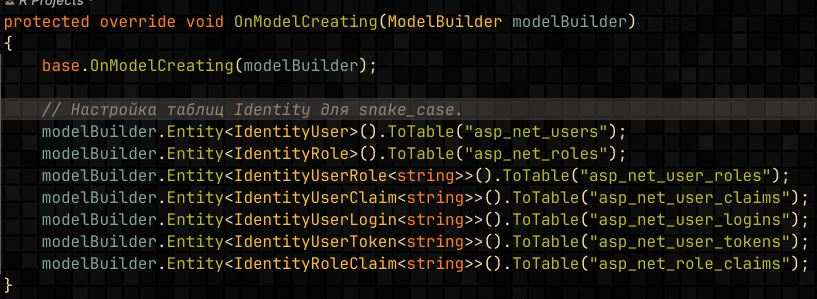 R Projects *
protected override void OnModelCreating(ModelBuilder modelBuilder)
{
    base.OnModelCreating(modelBuilder);
    // Настройка таблиц Identity для snake_case.
    modelBuilder.Entity<IdentityUser>().ToTable("asp_net_users");
    modelBuilder.Entity<IdentityRole>().ToTable("asp_net_roles");
    modelBuilder.Entity<IdentityUserRole<string>>().ToTable("asp_net_user_roles");
    modelBuilder.Entity<IdentityUserClaim<string>>().ToTable("asp_net_user_claims");
    modelBuilder.Entity<IdentityUserLogin<string>>().ToTable("asp_net_user_logins");
    modelBuilder.Entity<IdentityUserToken<string>>().ToTable("asp_net_user_tokens");
    modelBuilder.Entity<IdentityRoleClaim<string>>().ToTable("asp_net_role_claims");
}